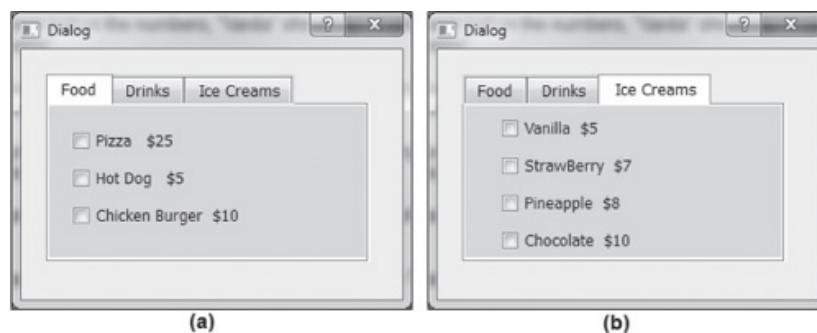 Dialog
Food Drinks Ice Creams
Pizza $25
Hot Dog $5
Chicken Burger $10
(a)
Dialog
Food Drinks Ice Creams
Vanilla $5
StrawBerry $7
Pineapple $8
Chocolate $10
(b)